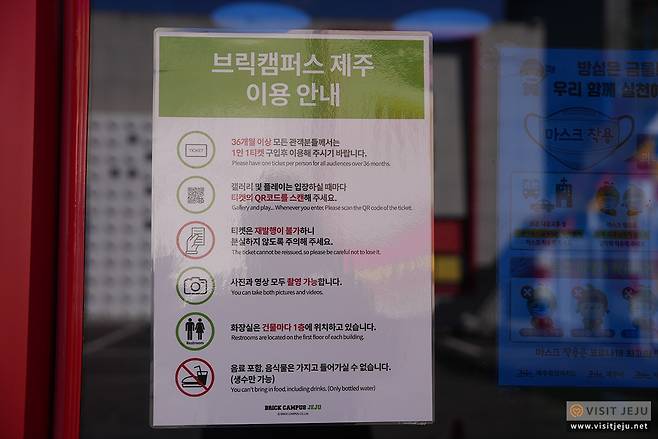 브릭캠퍼스 제주
이용 안내
TICKET
36개월 이상 모든 관객분들께서는
1인 1티켓 구입후 이용해 주시기 바랍니다.
Please have one ticket per person for all audiences over 36 months.
갤러리 및 플레이는 입장하실 때마다
티켓의 QR코드를 스캔해 주세요.
Gallery and play... Whenever you enter. Please scan the QR code of the ticket.
티켓은 재발행이 불가하니
분실하지 않도록 주의해 주세요.
The ticket cannot be reissued, so please be careful not to lose it.
사진과 영상 모두 촬영 가능합니다.
You can take both pictures and videos.
Restroom
화장실은 건물마다 1층에 위치하고 있습니다.
Restrooms are located on the first floor of each building.
음료 포함, 음식물은 가지고 들어가실 수 없습니다.
(생수만 가능)
You can't bring in food, including drinks. (Only bottled water)
BRICK CAMPUS JEJU
방심은 금물
우리 함께 실천해
마스크 착용
VISIT JEJU
www.visitjeju.net